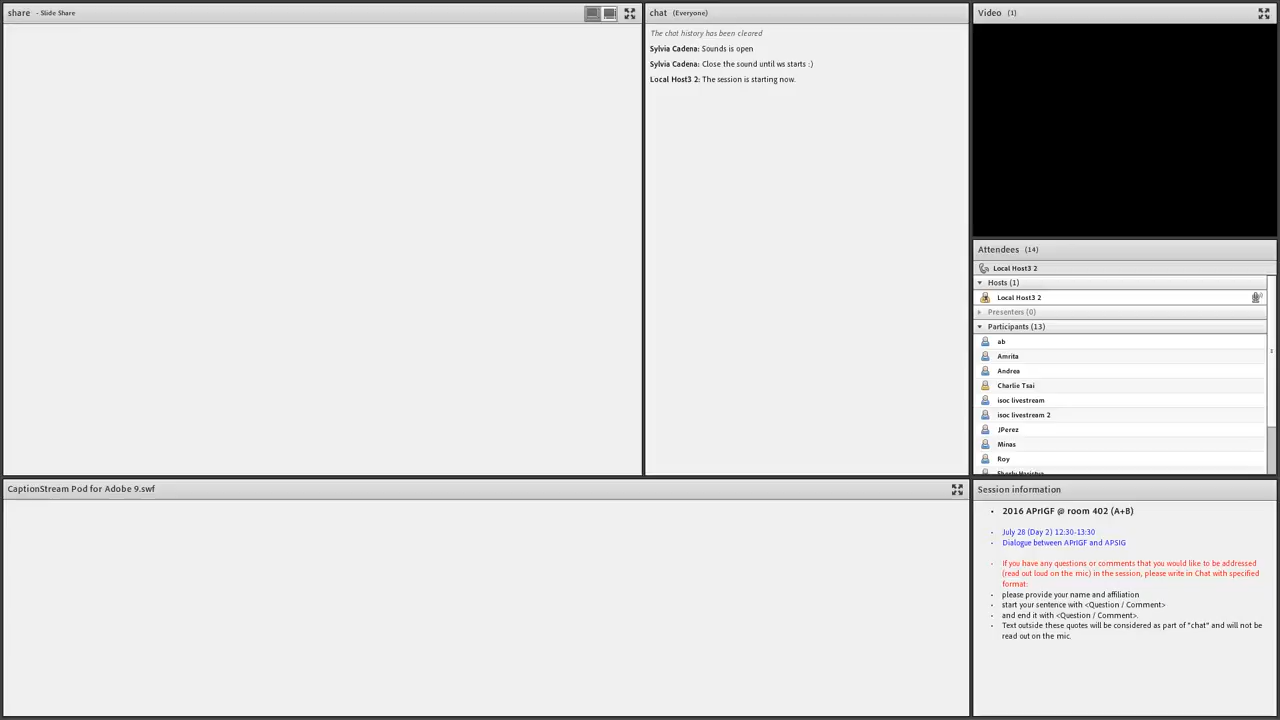 share - Slide Share
chat (Everyone)
The chat history has been cleared
Sylvia Cadena: Sounds is open
Sylvia Cadena: Close the sound until ws starts :)
Local Host3 2: The session is starting now.
Video (1)
Attendees (14)
Local Host3 2
Hosts (1)
Local Host3 2
Presenters (0)
Participants (13)
ab
Amrita
Andrea
Charlie Tsai
isoc livestream
isoc livestream 2
JPerez
Minas
Roy
CaptionStream Pod for Adobe 9.swf
Session information
• 2016 APrIGF @ room 402 (A+B)
• July 28 (Day 2) 12:30-13:30
• Dialogue between APrIGF and APSIG
• If you have any questions or comments that you would like to be addressed
(read out loud on the mic) in the session, please write in Chat with specified
format:
• please provide your name and affiliation
• start your sentence with <Question / Comment>
• and end it with <Question / Comment>.
• Text outside these quotes will be considered as part of "chat" and will not be
read out on the mic.